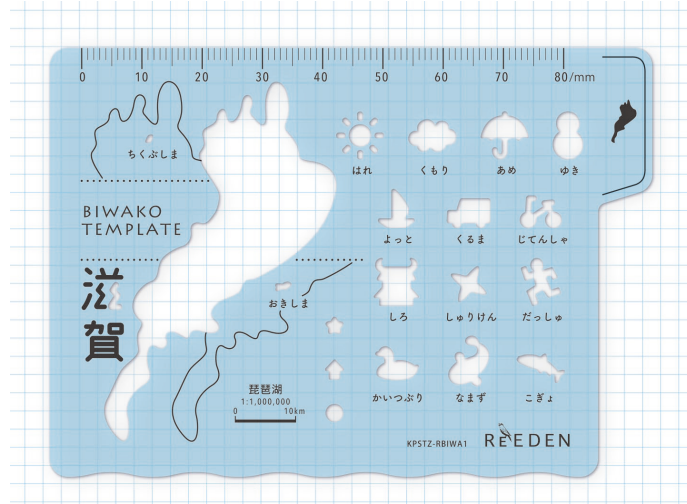 0 10 20 30 40 50 60 70 80/mm
ちくぶしま
はれ くもり あめ ゆき
BIWAKO
TEMPLATE
よっと くるま じてんしゃ
滋賀
おきしま
しろ しゅりけん だっしゅ
琵琶湖
1:1,000,000
0 10km
かいつぶり なまず こぎょ
KPSTZ-RBIWA1 REEDEN